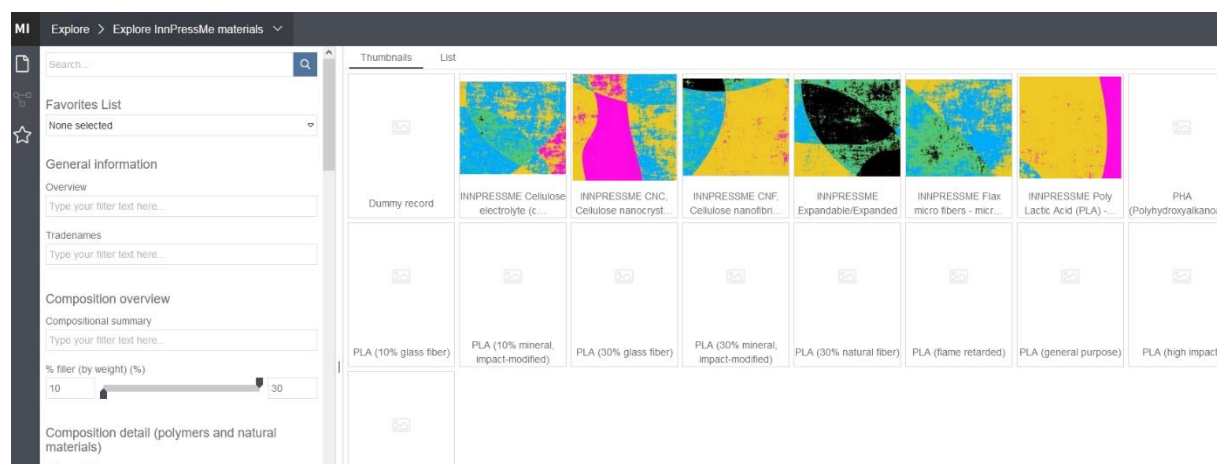 MI
Explore > Explore InnPressMe materials
Search...
Favorites List
None selected
General information
Overview
Type your filter text here...
Tradenames
Type your filter text here...
Composition overview
Compositional summary
Type your filter text here...
% filler (by weight) (%)
10
30
Composition detail (polymers and natural
materials)
Thumbnails List
Dummy record
INNPRESSME Cellulose
electrolyte (c...
INNPRESSME CNC,
Cellulose nanocryst...
INNPRESSME CNF,
Cellulose nanofibri...
INNPRESSME
Expandable/Expanded
INNPRESSME Flax
micro fibers - micr...
INNPRESSME Poly
Lactic Acid (PLA) -...
PHA
(Polyhydroxyalkanoa
PLA (10% glass fiber)
PLA (10% mineral,
impact-modified)
PLA (30% glass fiber)
PLA (30% mineral,
impact-modified)
PLA (30% natural fiber)
PLA (flame retarded)
PLA (general purpose)
PLA (high impact